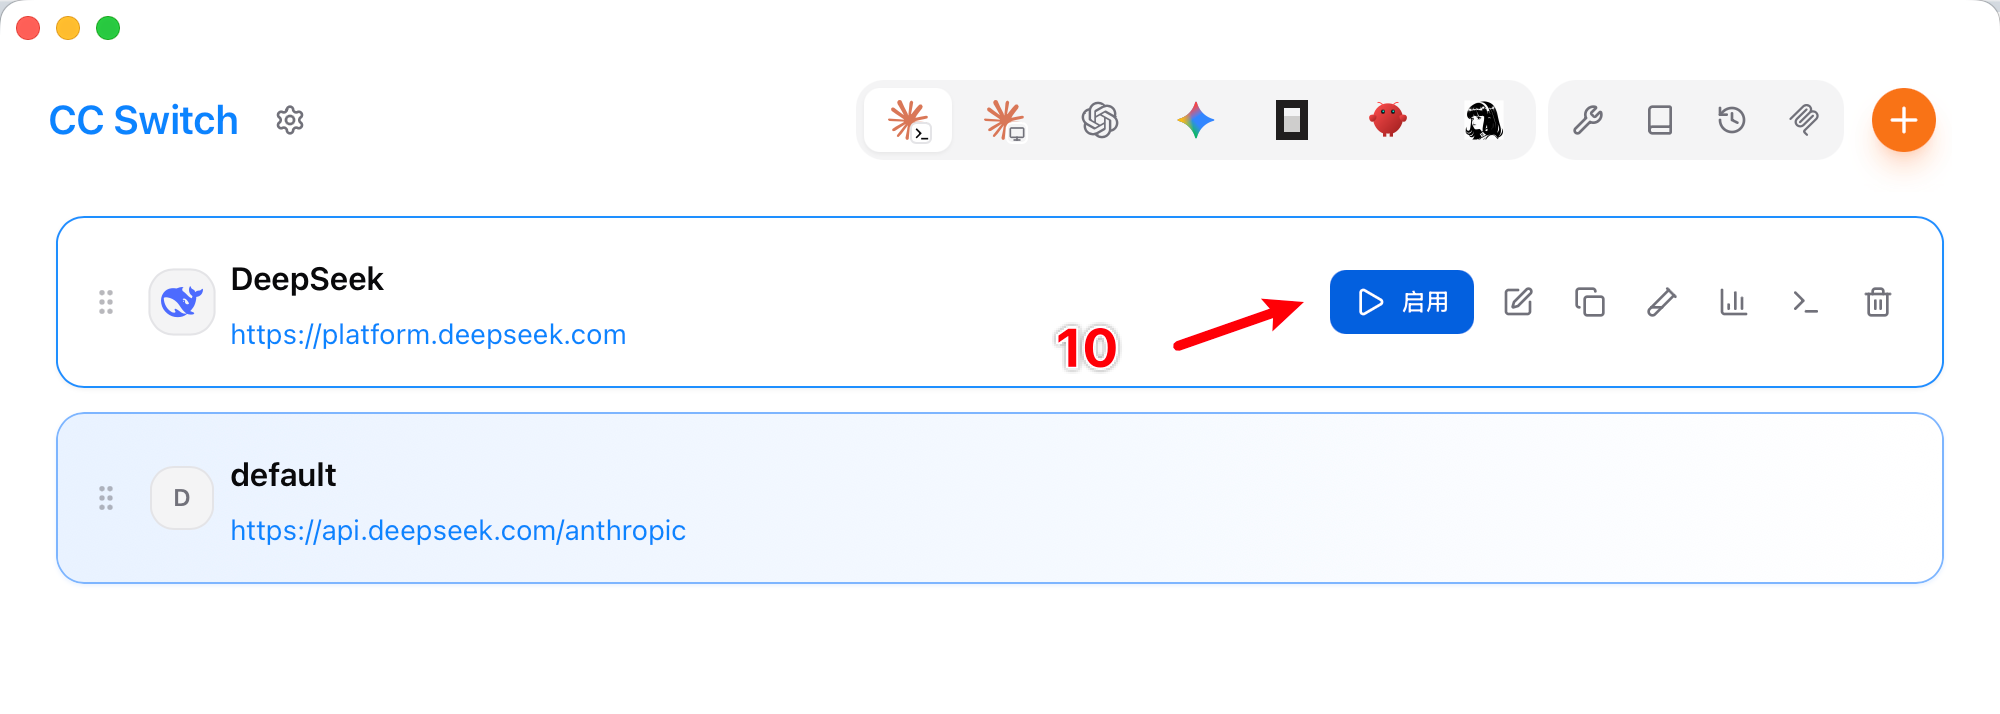 CC Switch
DeepSeek
https://platform.deepseek.com
10
启用
D
default
https://api.deepseek.com/anthropic